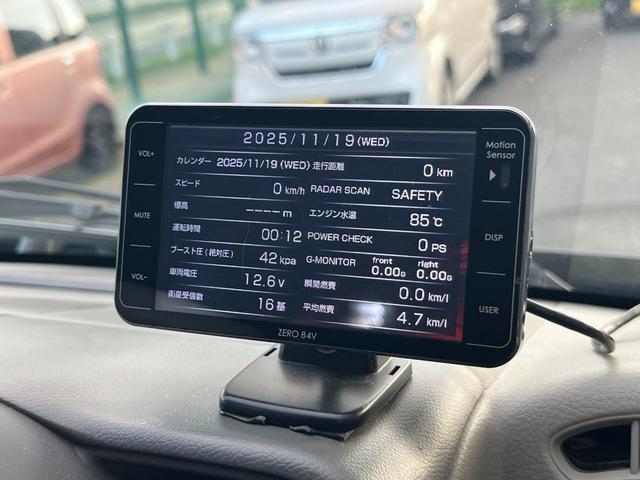 2025/11/19(WED)
カレンダー 2025/11/19(WED) 走行距離 0 km
スピード 0 km/h RADAR SCAN SAFETY
標高 ---- m エンジン水温 85℃
運転時間 00:12 POWER CHECK 0 PS
ブースト圧(絶対圧) 42 kpa G-MONITOR front 0.00G right 0.00G
車両電圧 12.6v 瞬間燃費 0.0 km/l
衛星受信数 16基 平均燃費 4.7 km/l
VOL+
MUTE
VOL-
Motion
Sensor
DISP
USER
ZERO 84V